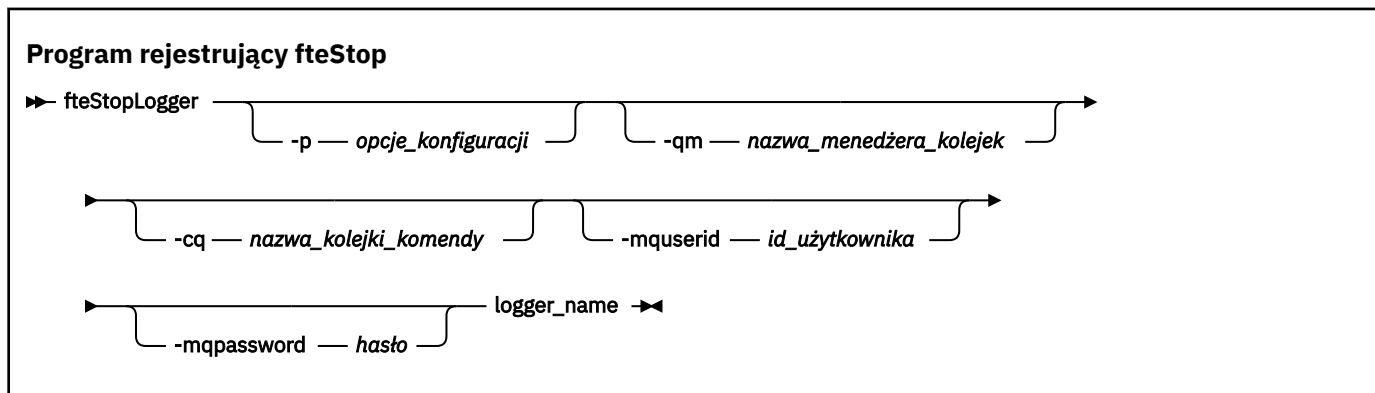 Program rejestrujący fteStop
fteStopLogger
-p opcje_konfiguracji -qm nazwa_menedżera_kolejek
-cq nazwa_kolejki_komendy -mquserid id_użytkownika
logger_name
-mqpassword hasło